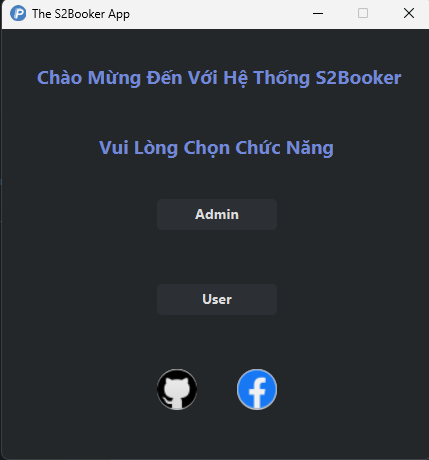 The S2Booker App
Chào Mừng Đến Với Hệ Thống S2Booker
Vui Lòng Chọn Chức Năng
Admin
User